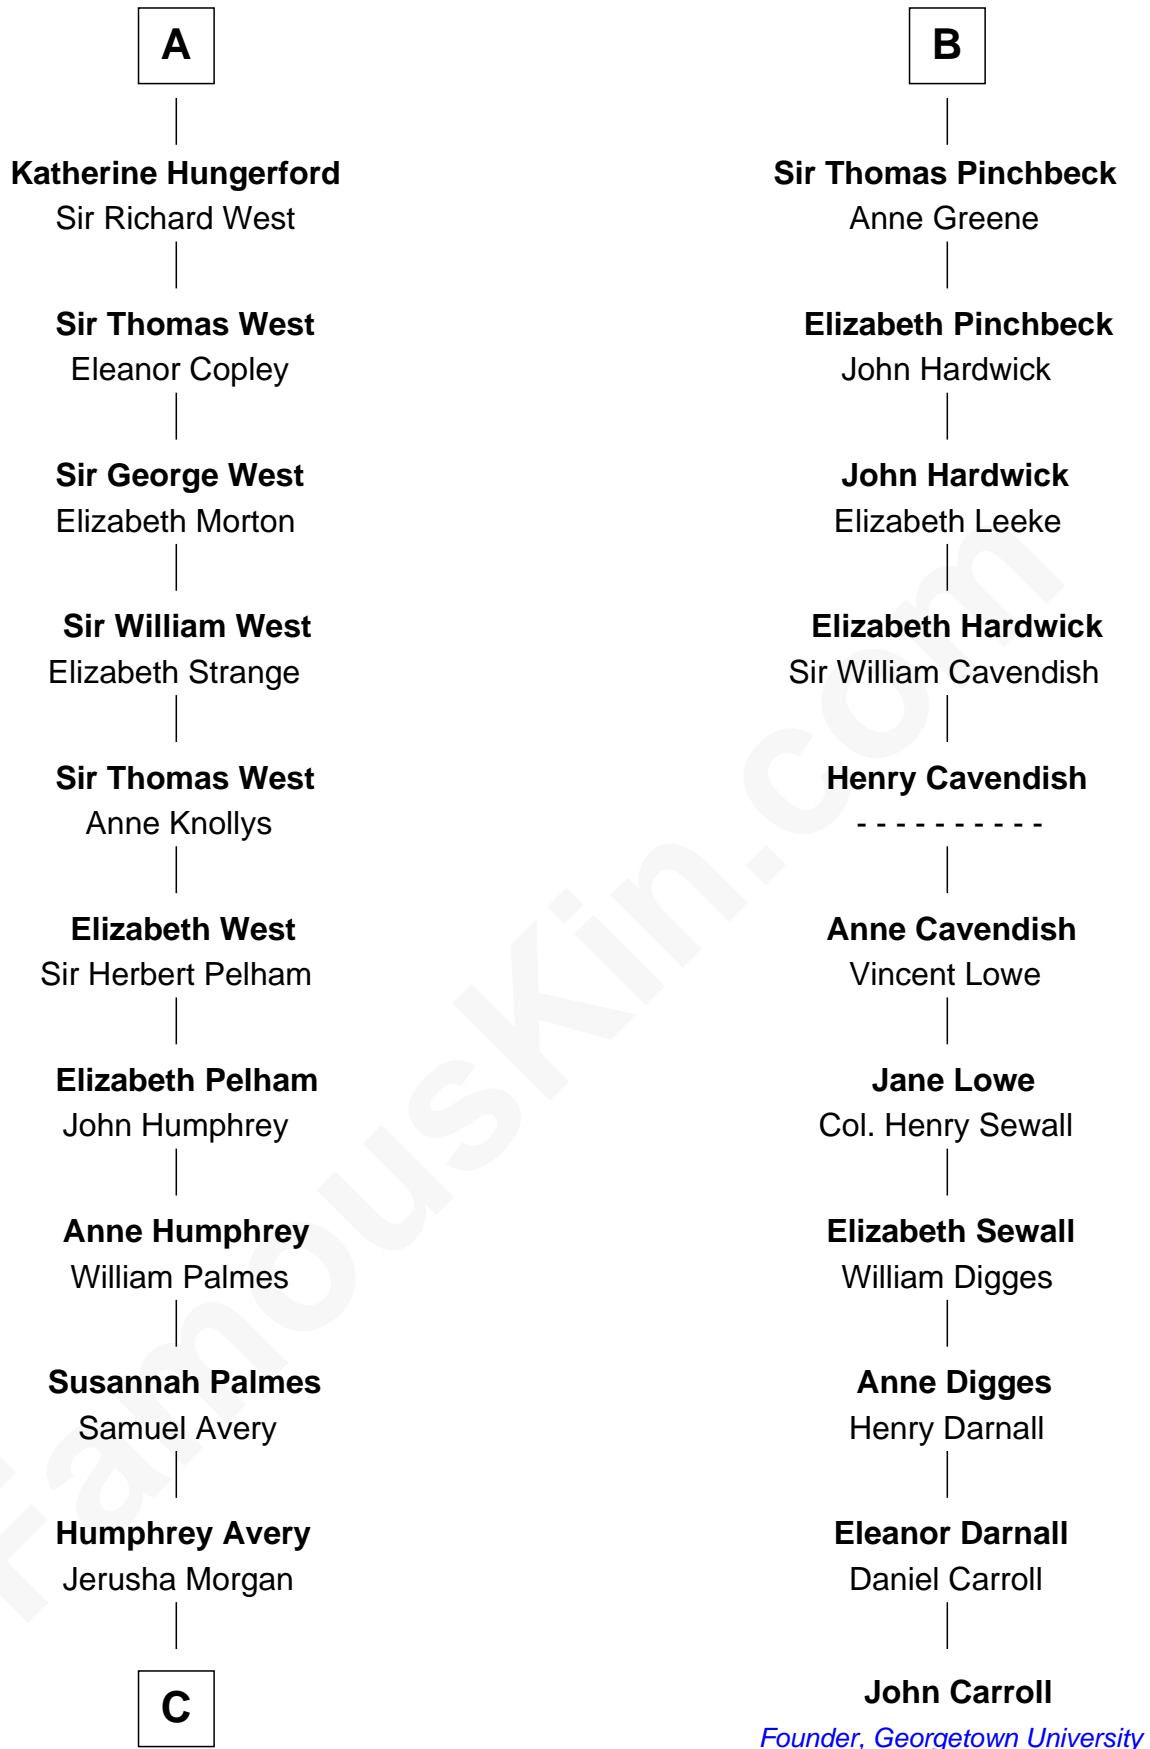 A
Katherine Hungerford
Sir Richard West
Sir Thomas West
Eleanor Copley
Sir George West
Elizabeth Morton
Sir William West
Elizabeth Strange
Sir Thomas West
Anne Knollys
Elizabeth West
Sir Herbert Pelham
Elizabeth Pelham
John Humphrey
Anne Humphrey
William Palmes
Susannah Palmes
Samuel Avery
Humphrey Avery
Jerusha Morgan
C
B
Sir Thomas Pinchbeck
Anne Greene
Elizabeth Pinchbeck
John Hardwick
John Hardwick
Elizabeth Leeke
Elizabeth Hardwick
Sir William Cavendish
Henry Cavendish
- - - - - - - - - -
Anne Cavendish
Vincent Lowe
Jane Lowe
Col. Henry Sewall
Elizabeth Sewall
William Digges
Anne Digges
Henry Darnall
Eleanor Darnall
Daniel Carroll
John Carroll
Founder, Georgetown University
FamousKin.com